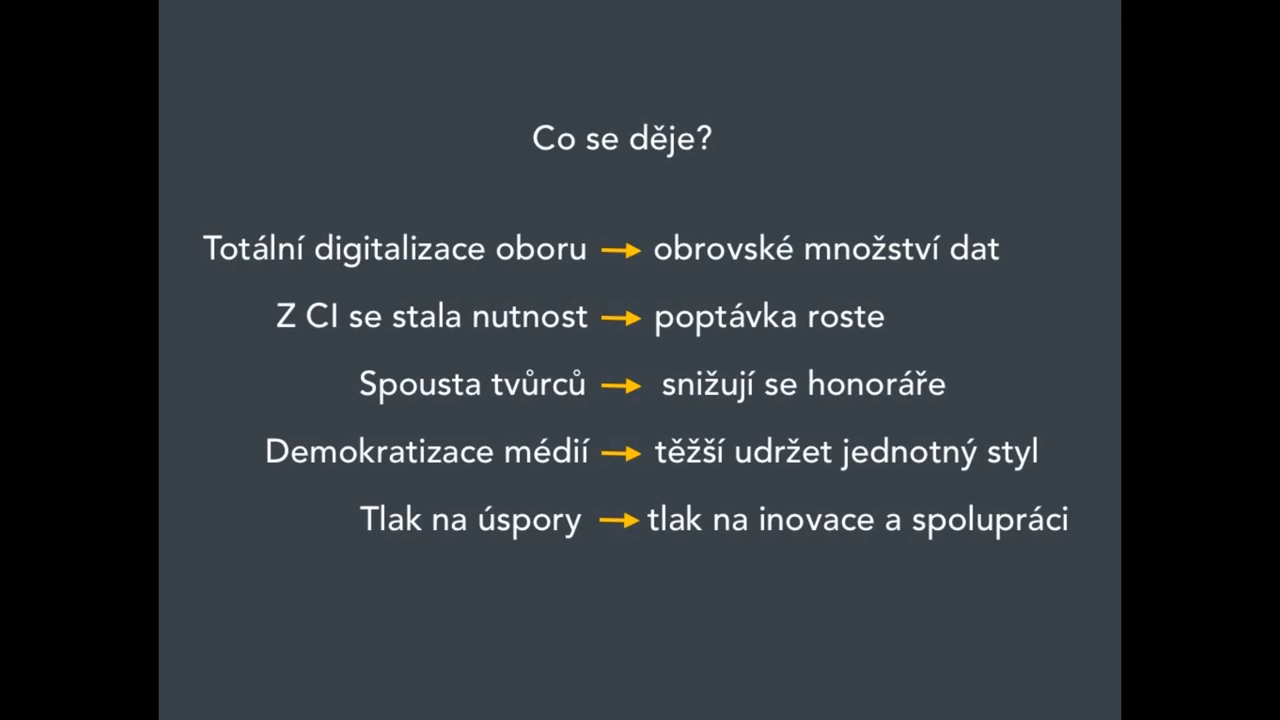 Co se děje?
Totální digitalizace oboru → obrovské množství dat
Z CI se stala nutnost → poptávka roste
Spousta tvůrců → snižují se honoráře
Demokratizace médií → těžší udržet jednotný styl
Tlak na úspory → tlak na inovace a spolupráci